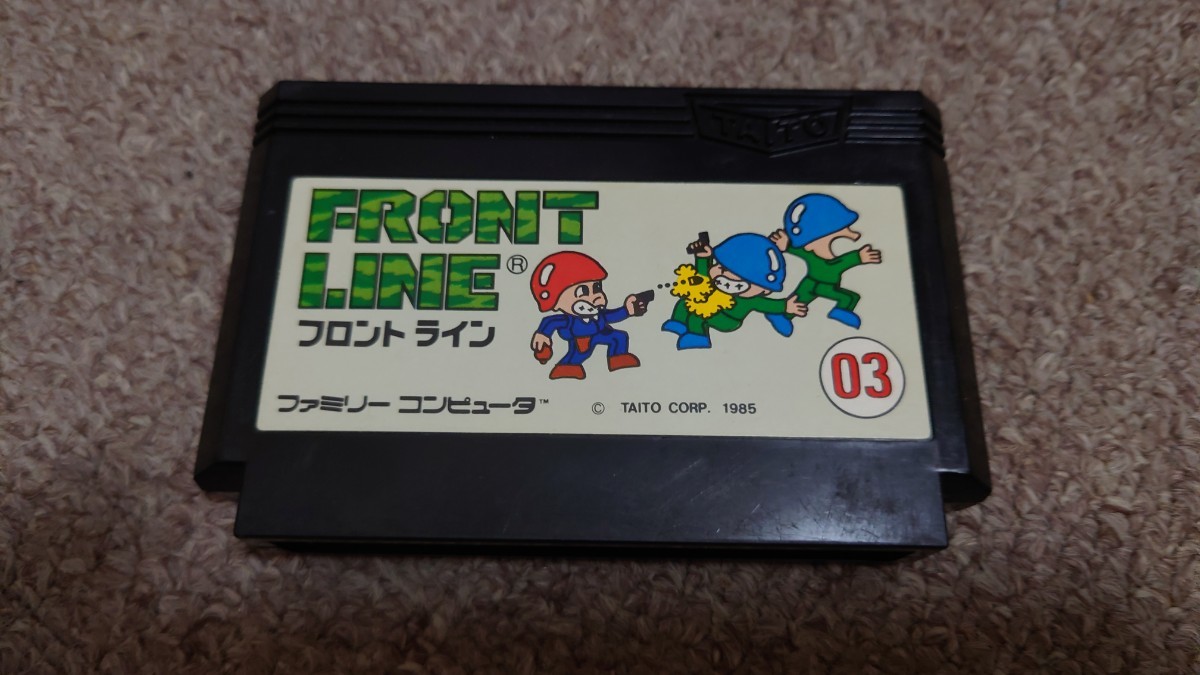 TAITO
FRONT
LINE®
フロント ライン
03
ファミリー コンピュータ™
© TAITO CORP. 1985